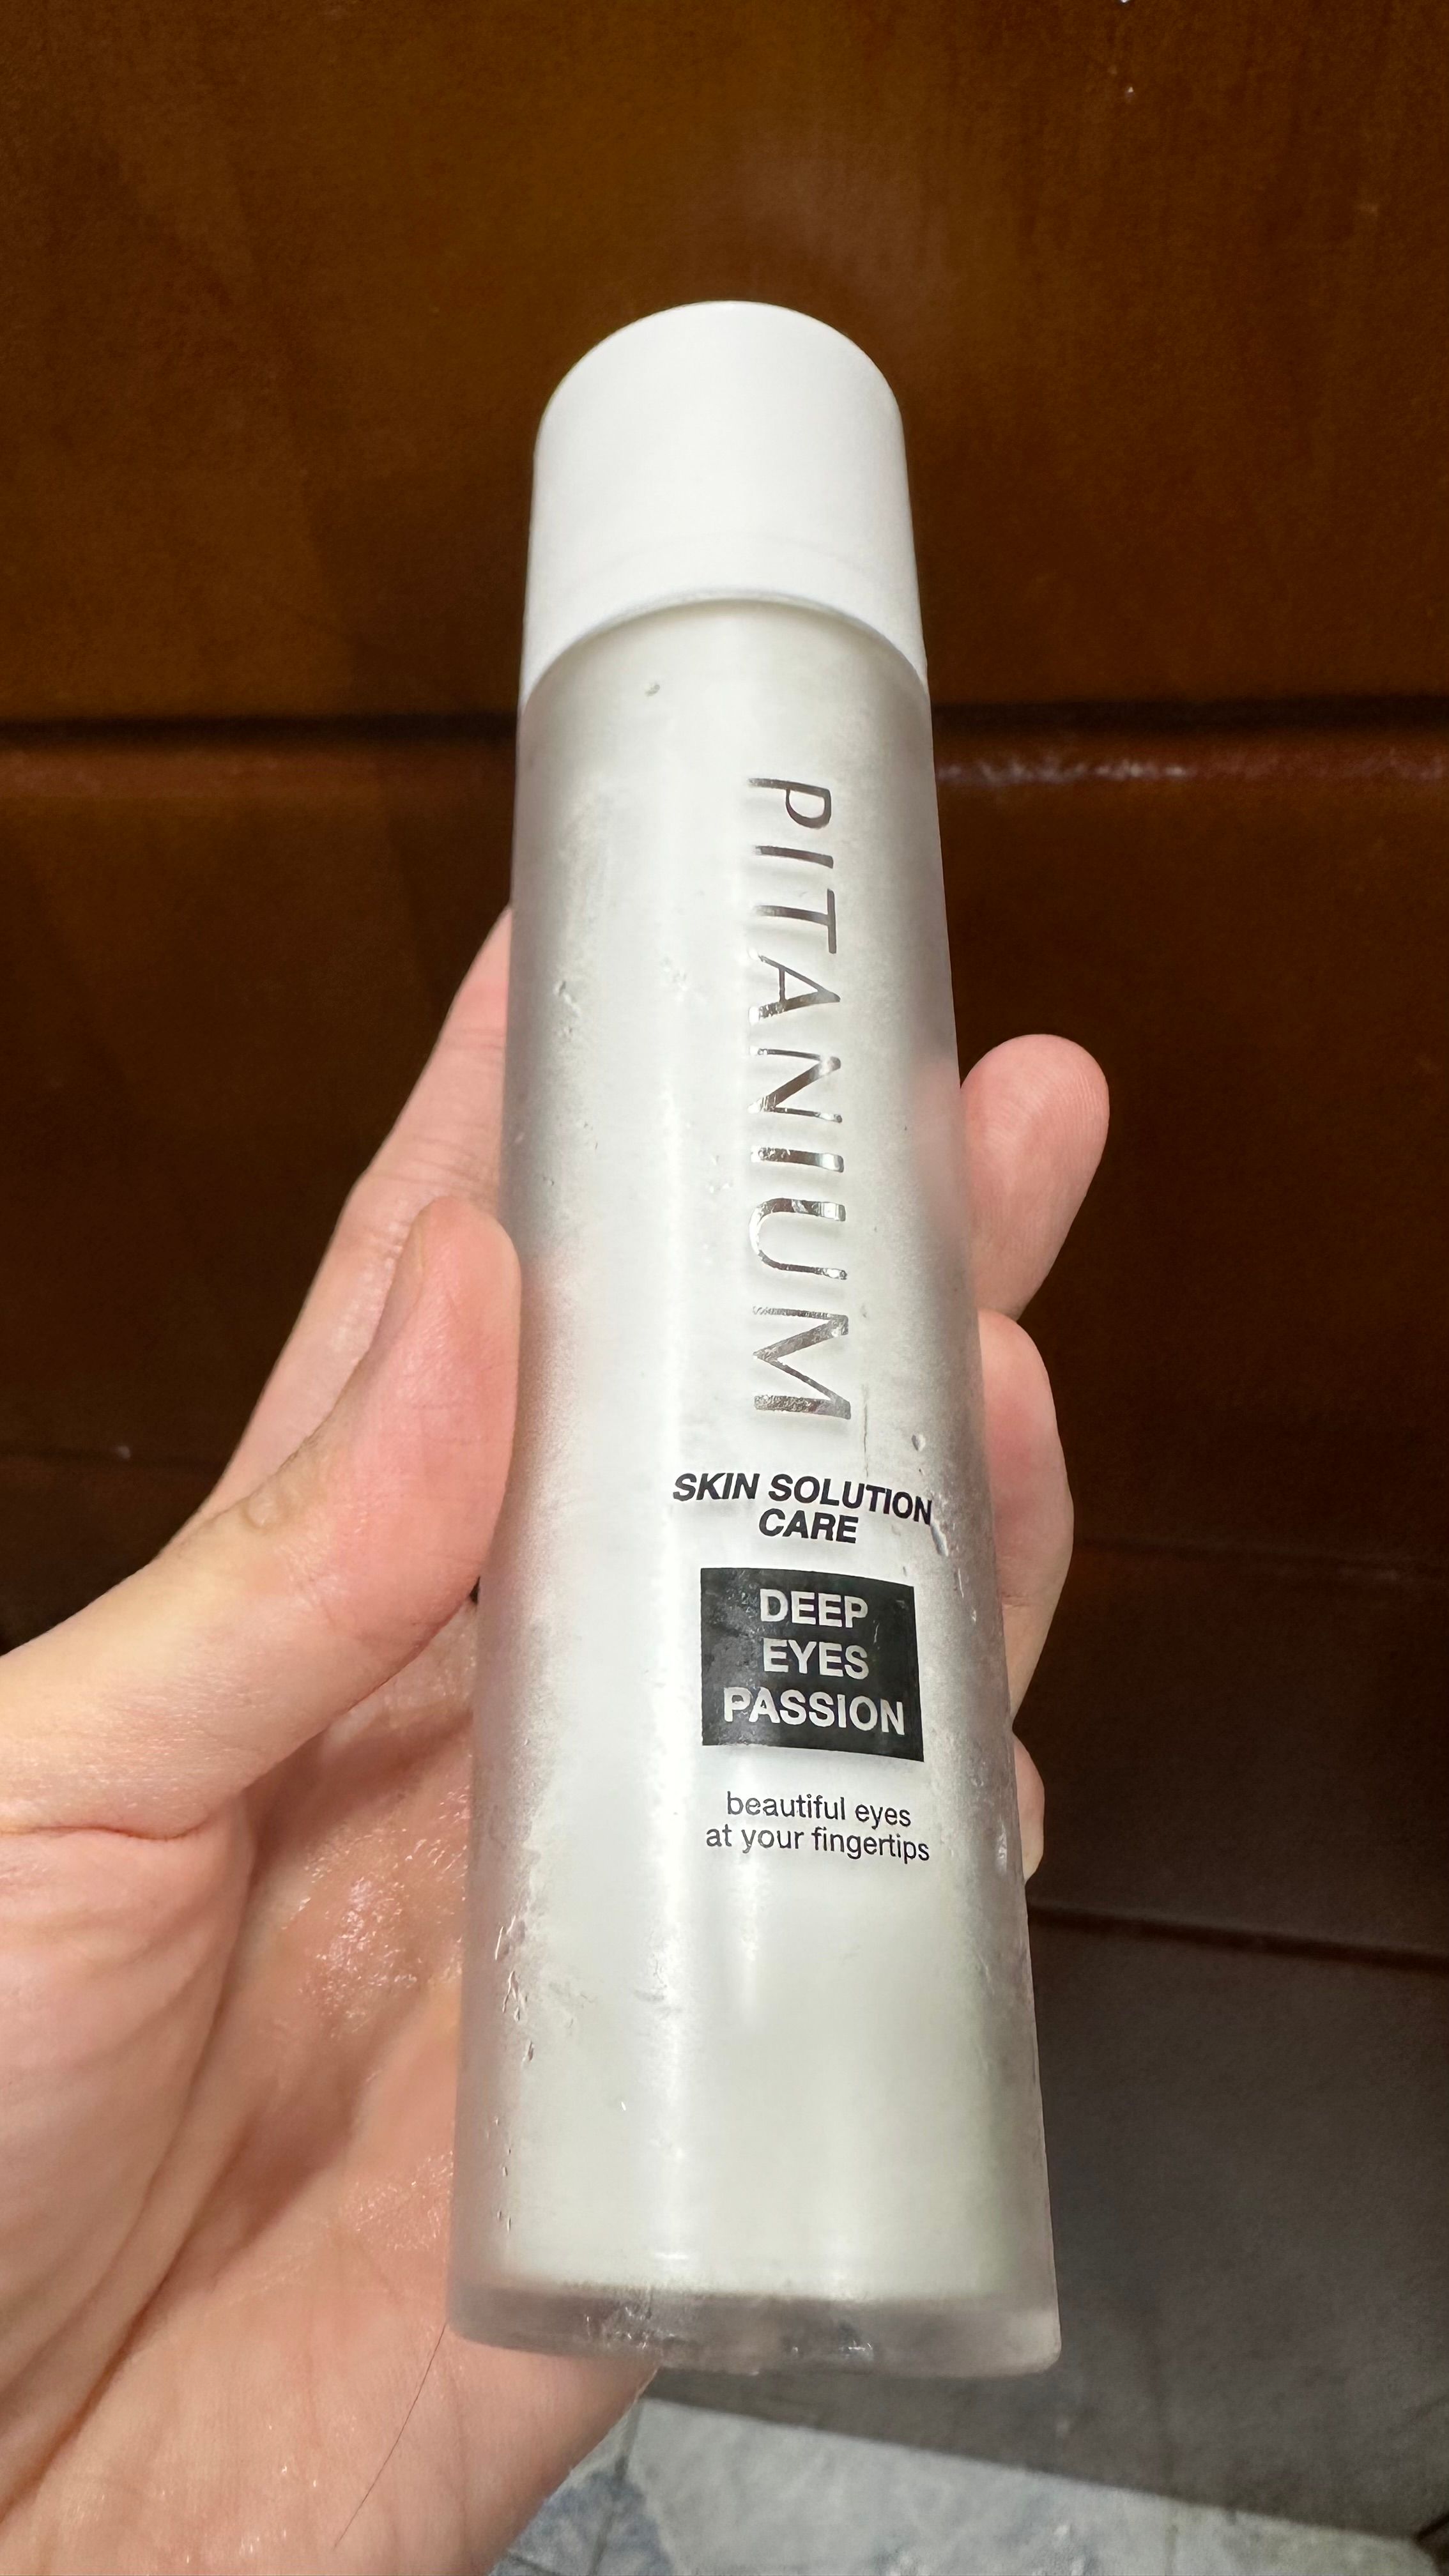 PITANIUM
SKIN SOLUTION
CARE
DEEP
EYES
PASSION
beautiful eyes
at your fingertips